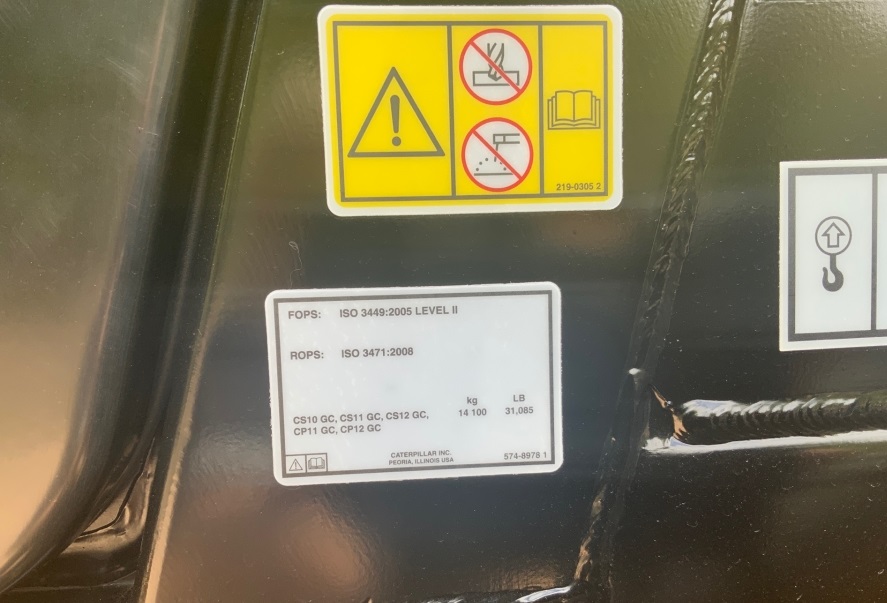 219-0305 2
FOPS: ISO 3449:2005 LEVEL II
ROPS: ISO 3471:2008
kg LB
CS10 GC, CS11 GC, CS12 GC, 14 100 31,085
CP11 GC, CP12 GC
CATERPILLAR INC.
PEORIA, ILLINOIS USA
574-8978 1